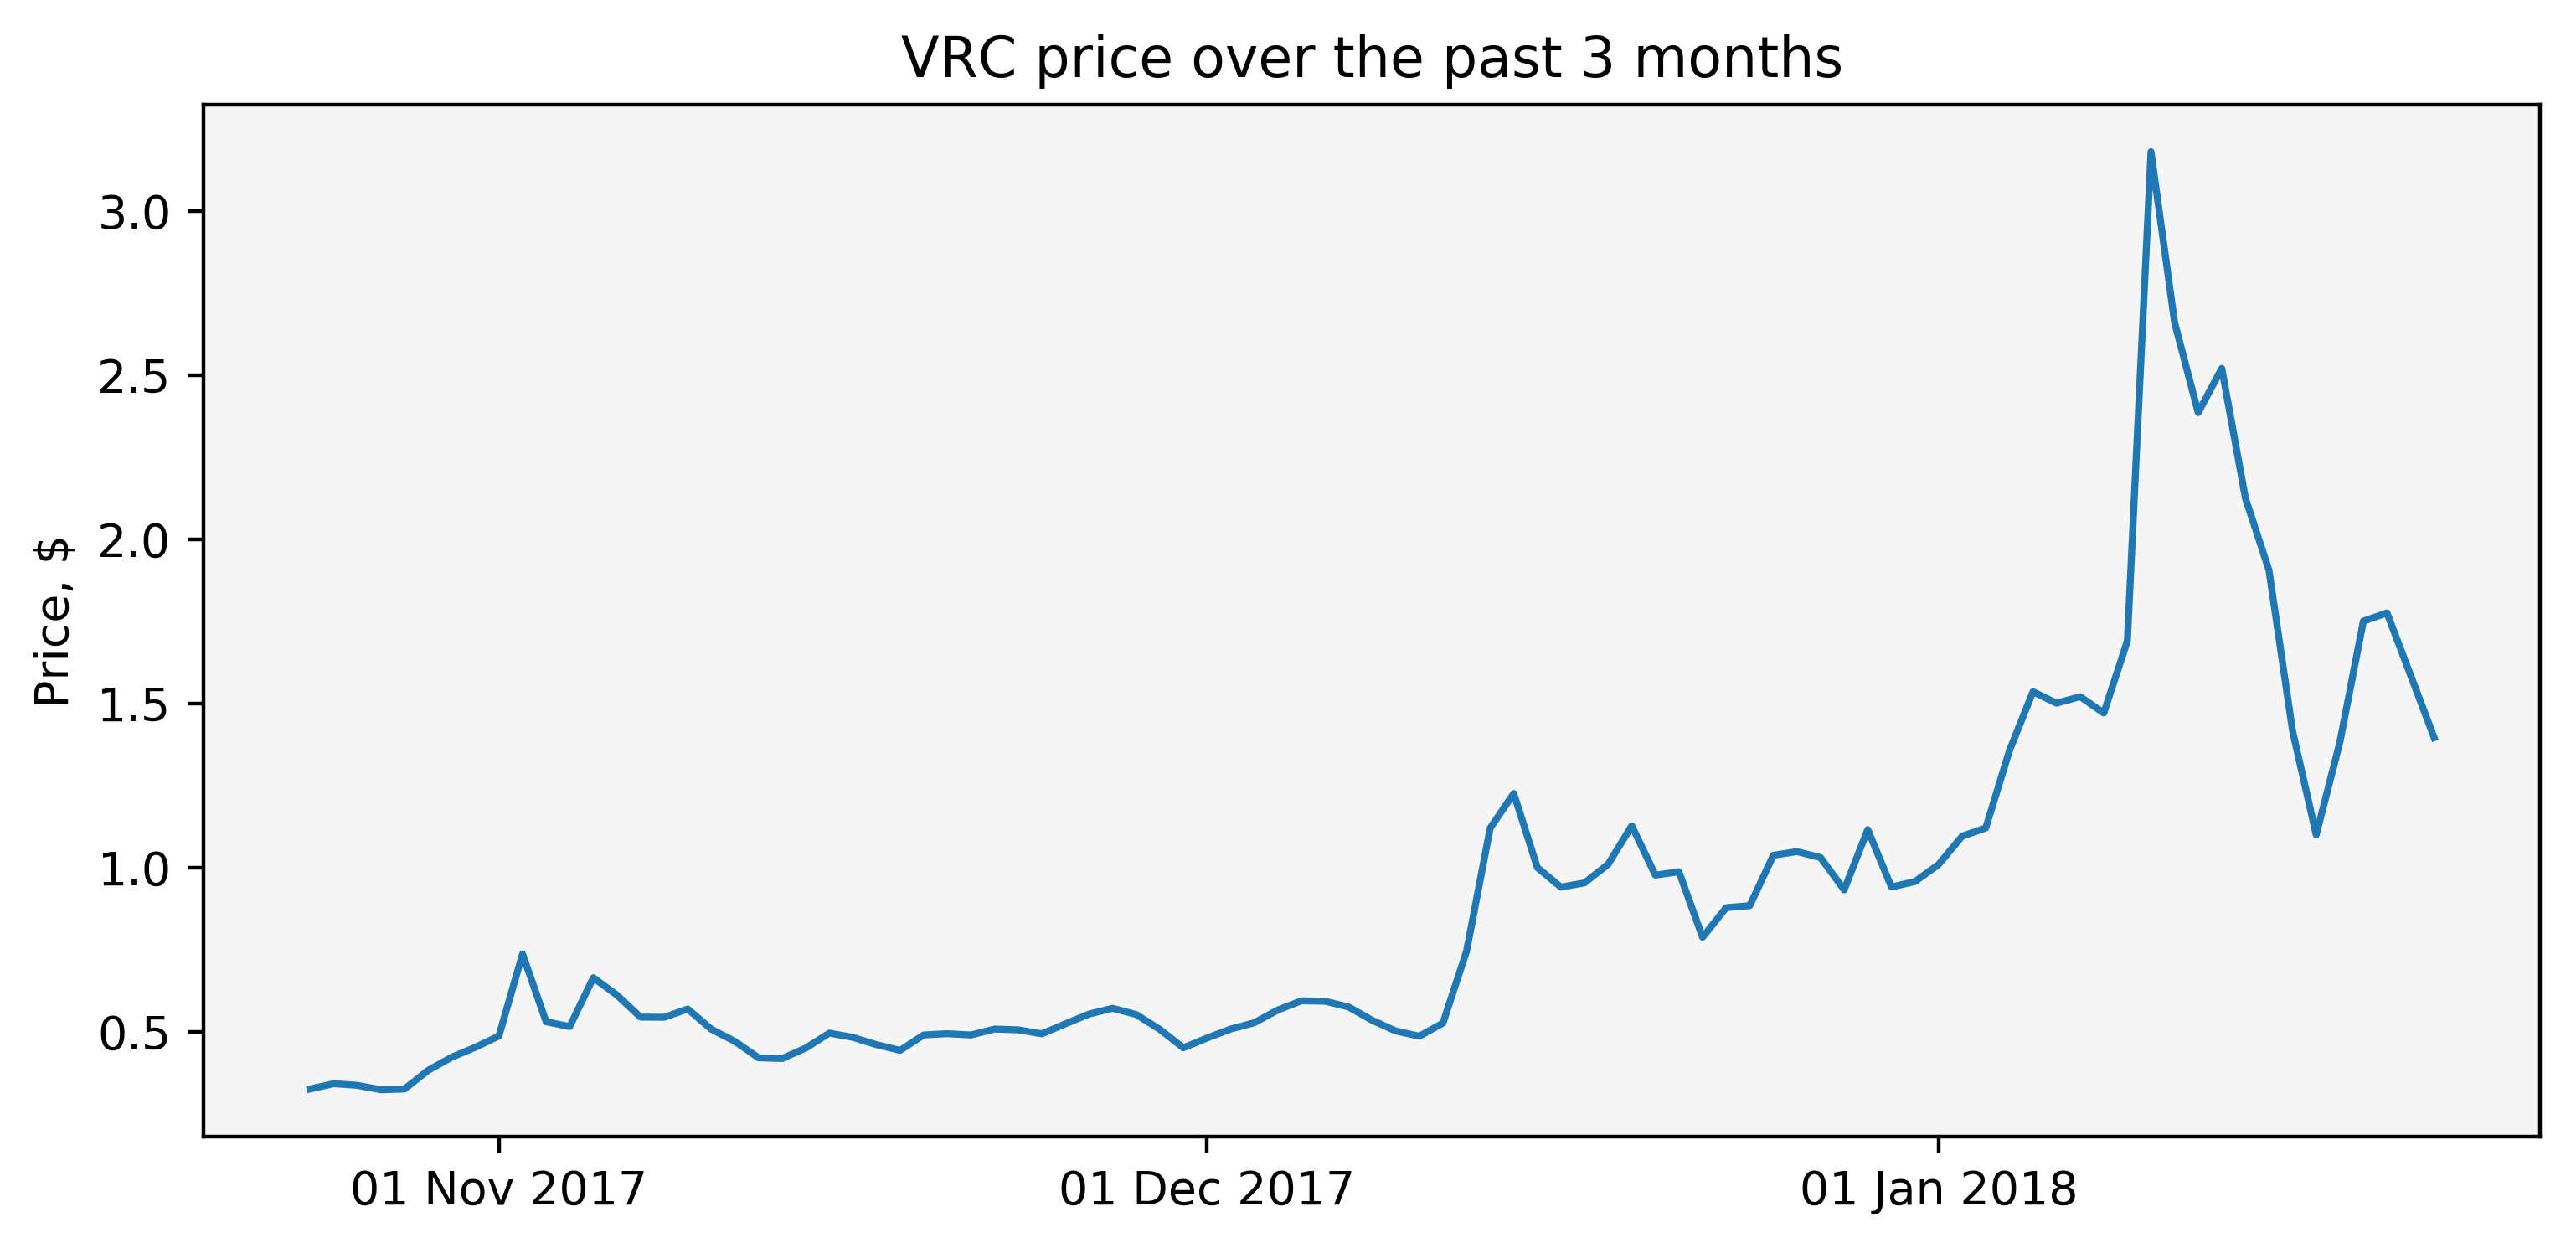 VRC price over the past 3 months
Price, $
3.0
2.5
2.0
1.5
1.0
0.5
01 Nov 2017
01 Dec 2017
01 Jan 2018